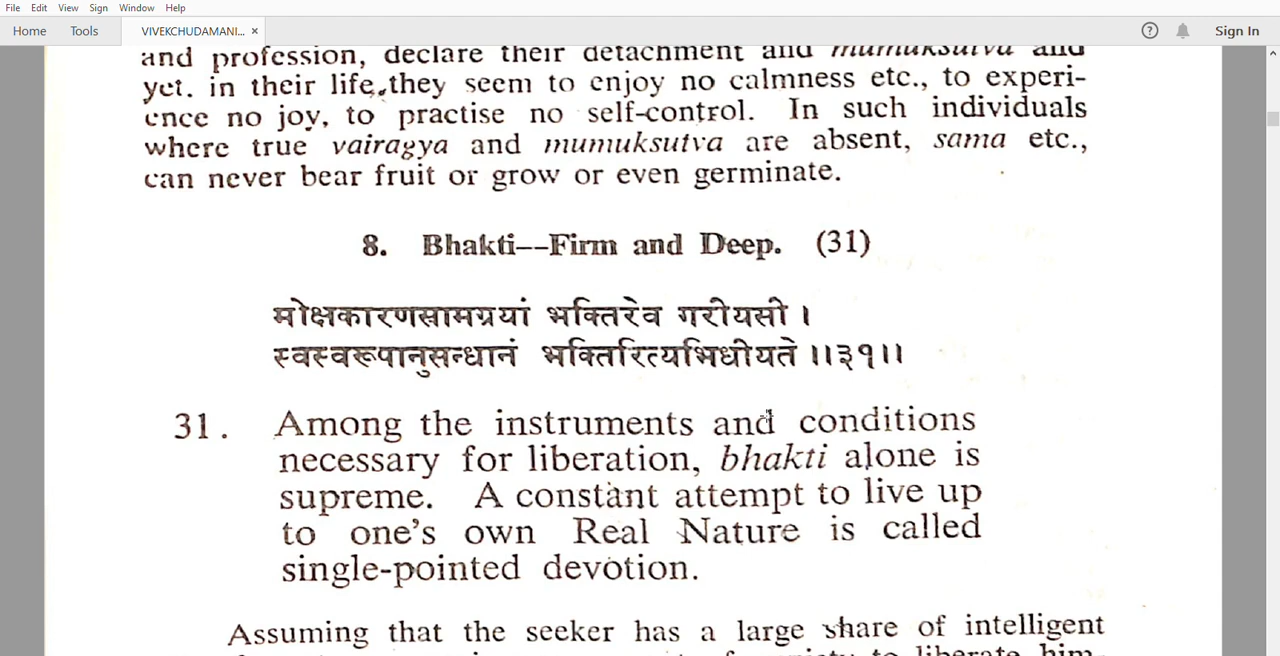 File Edit View Sign Window Help
Home Tools VIVEKCHUDAMANI... × Sign In
and profession, declare their detachment and mumuksutva and
yet. in their life, they seem to enjoy no calmness etc., to experi-
ence no joy, to practise no self-control. In such individuals
where true vairagya and mumuksutva are absent, sama etc.,
can never bear fruit or grow or even germinate.
8. Bhakti--Firm and Deep. (31)
मोक्षकारणसामग्रयां भक्तिरेव गरीयसी ।
स्वस्वरूपानुसन्धानं भक्तिरित्यभिधीयते ।।३१।।
31. Among the instruments and conditions
necessary for liberation, bhakti alone is
supreme. A constant attempt to live up
to one's own Real Nature is called
single-pointed devotion.
Assuming that the seeker has a large share of intelligent
to liberate him-